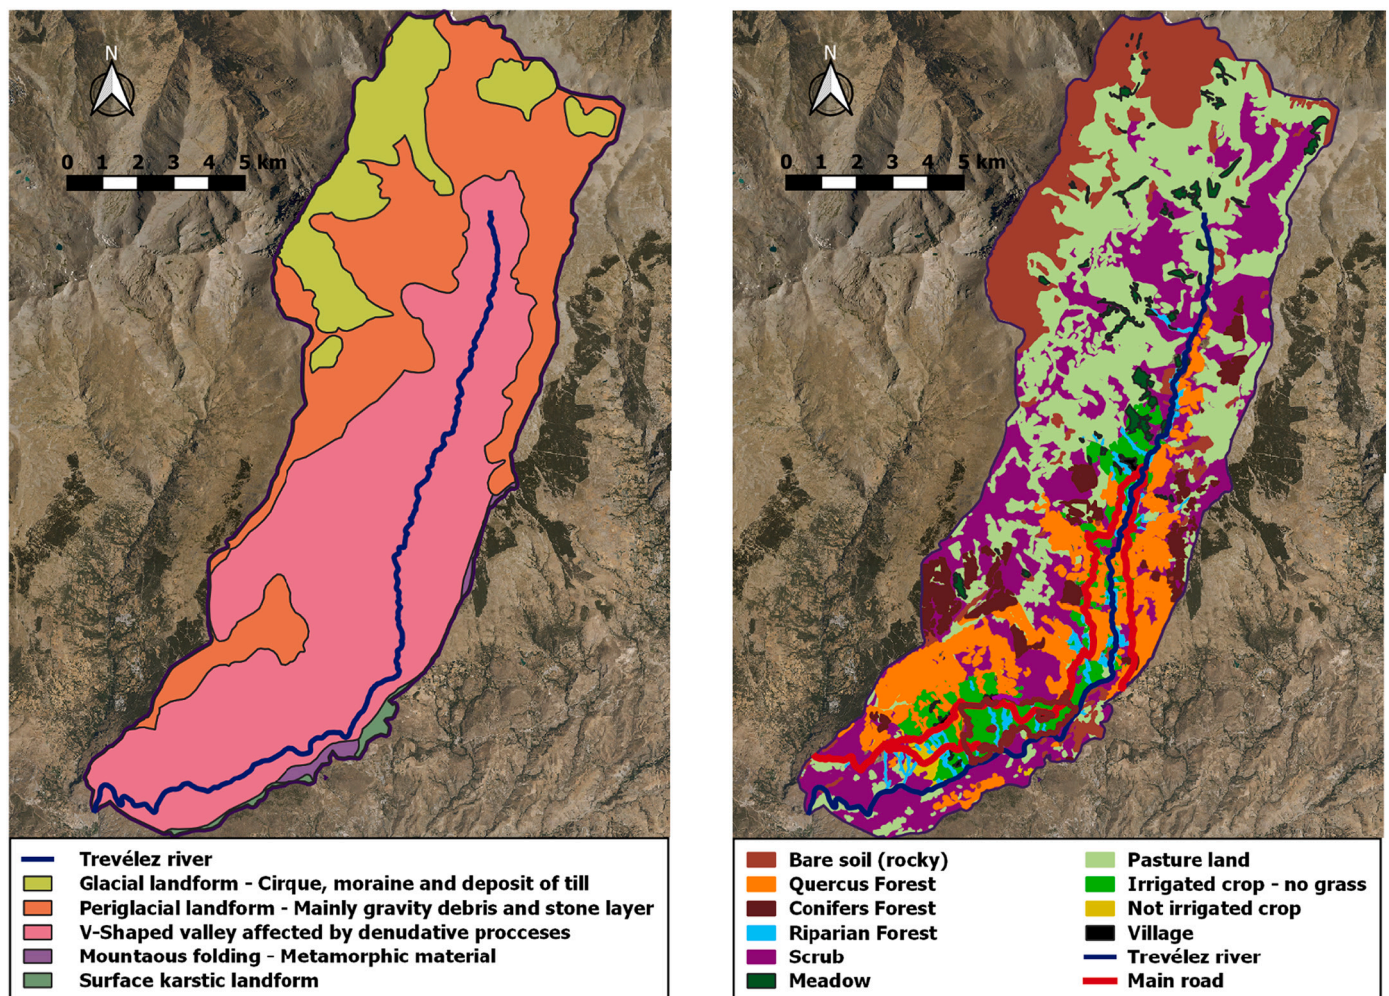 N
0 1 2 3 4 5 km
Trevélez river
Glacial landform - Cirque, moraine and deposit of till
Periglacial landform - Mainly gravity debris and stone layer
V-Shaped valley affected by denudative procceses
Mountaous folding - Metamorphic material
Surface karstic landform
N
0 1 2 3 4 5 km
Bare soil (rocky)
Quercus Forest
Conifers Forest
Riparian Forest
Scrub
Meadow
Pasture land
Irrigated crop - no grass
Not irrigated crop
Village
Trevélez river
Main road